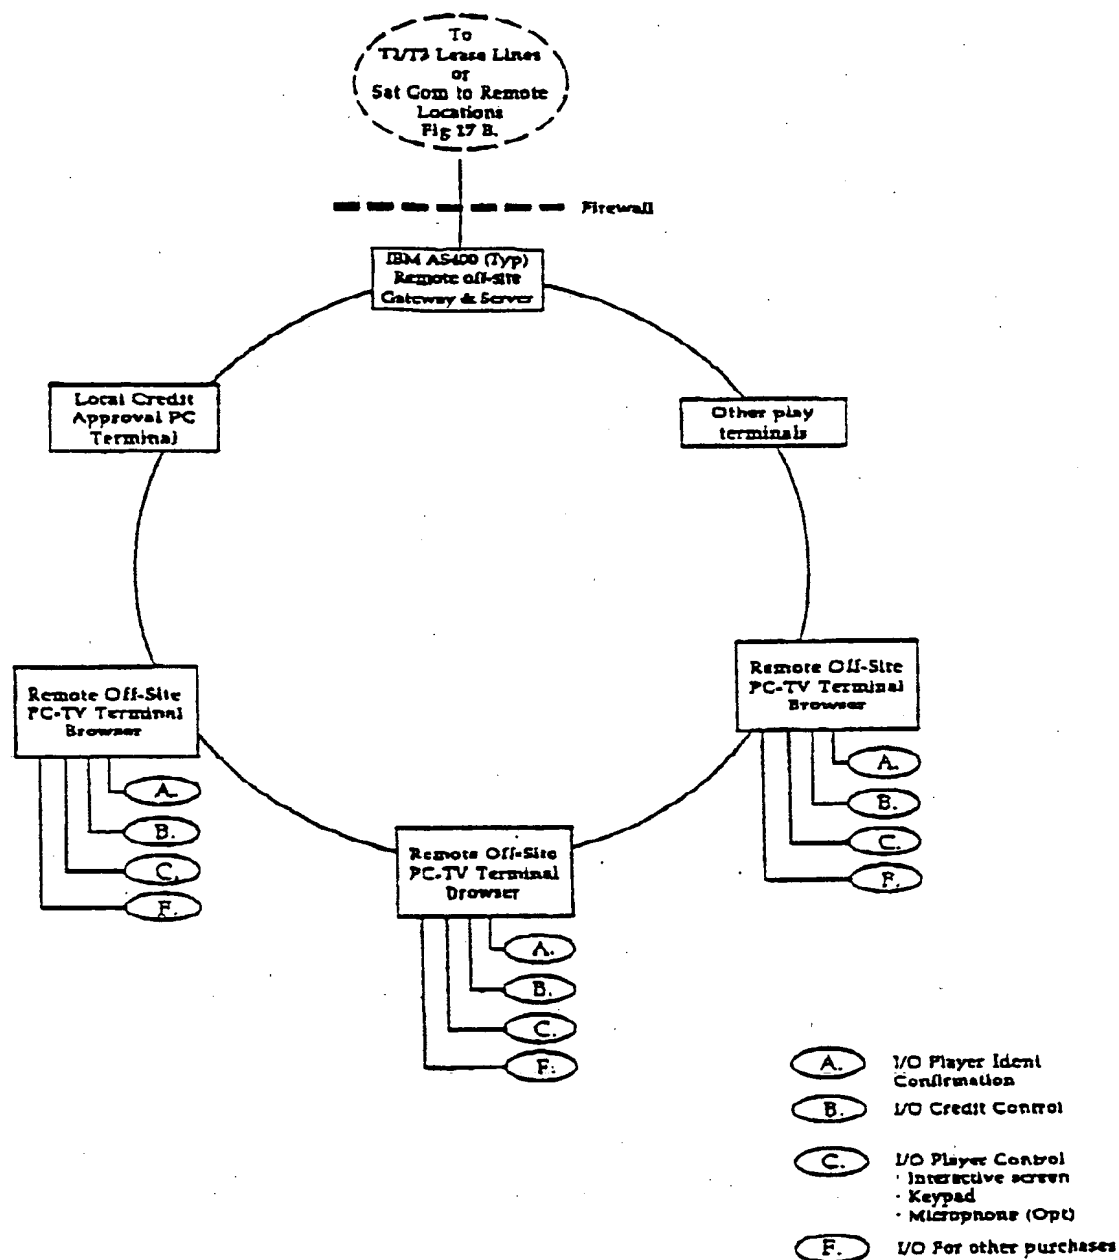 To
T1/T3 Lease Lines
or
Sat Com to Remote
Locations
Fig 17 B.
Firewall
IBM AS400 (Typ)
Remote off-site
Gateway & Server
Local Credit
Approval PC
Terminal
Other play
terminals
Remote Off-Site
PC-TV Terminal
Browser
A.
B.
C.
F.
Remote Off-Site
PC-TV Terminal
Browser
A.
B.
C.
F.
Remote Off-Site
PC-TV Terminal
Browser
A.
B.
C.
F.
A. I/O Player Ident
Confirmation
B. I/O Credit Control
C. I/O Player Control
· Interactive screen
· Keypad
· Microphone (Opt)
F. I/O For other purchases